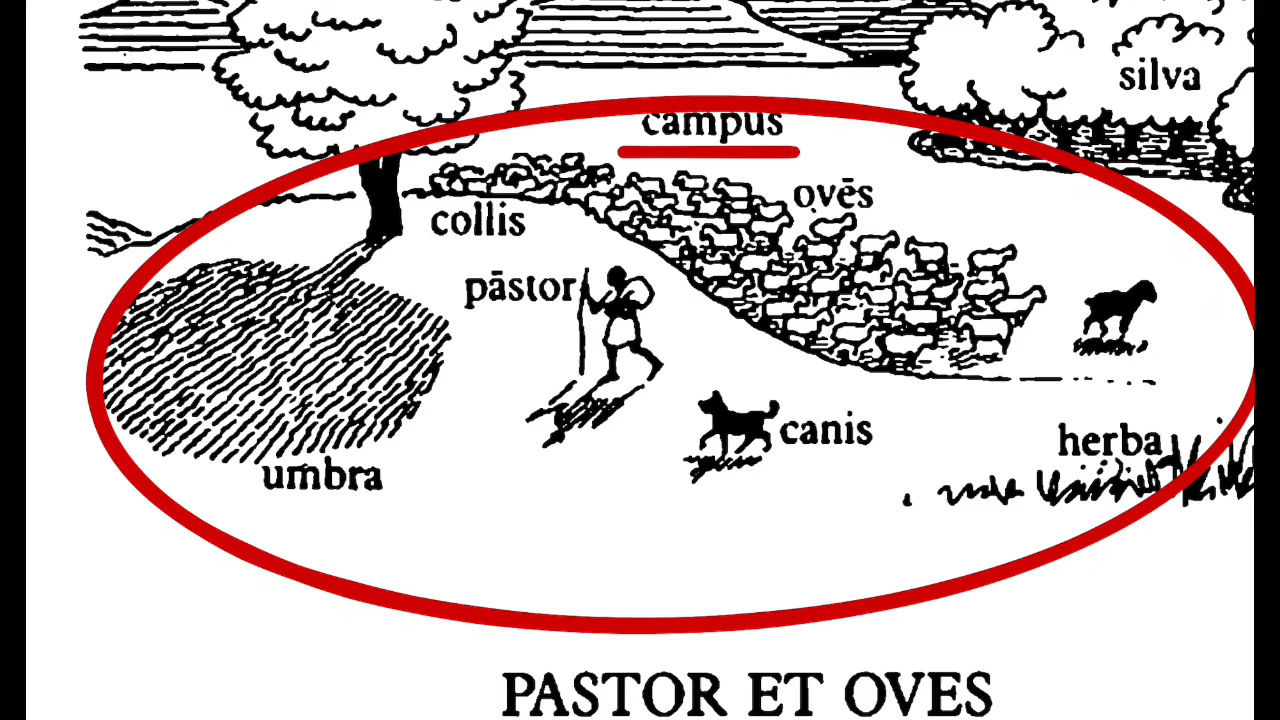 silva
campus
ovēs
collis
pāstor
canis
herba
umbra
PASTOR ET OVES